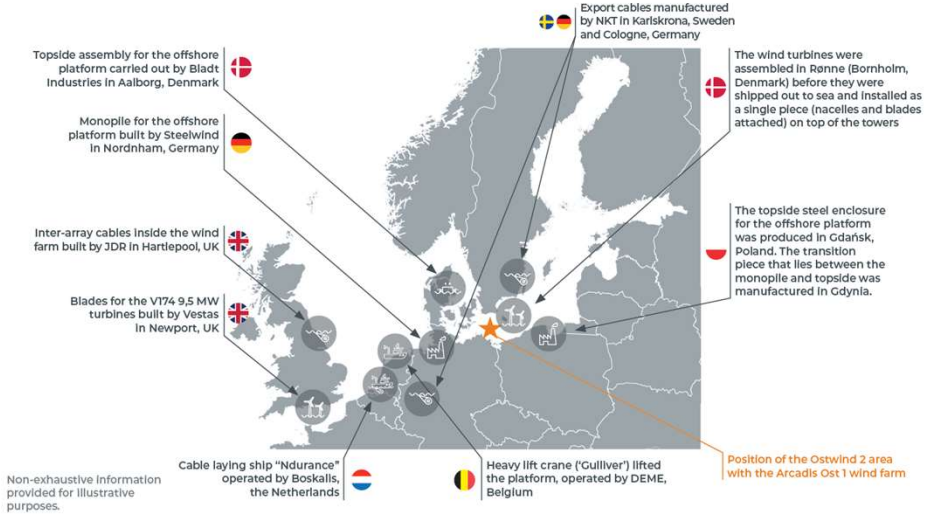 Export cables manufactured
by NKT in Karlskrona, Sweden
and Cologne, Germany
Topside assembly for the offshore
platform carried out by Bladt
Industries in Aalborg, Denmark
The wind turbines were
assembled in Rønne (Bornholm,
Denmark) before they were
shipped out to sea and installed as
a single piece (nacelles and blades
attached) on top of the towers
Monopile for the offshore
platform built by Steelwind
in Nordnham, Germany
Inter-array cables inside the wind
farm built by JDR in Hartlepool, UK
The topside steel enclosure
for the offshore platform
was produced in Gdańsk,
Poland. The transition
piece that lies between the
monopile and topside was
manufactured in Gdynia.
Blades for the V174 9,5 MW
turbines built by Vestas
in Newport, UK
Position of the Ostwind 2 area
with the Arcadis Ost 1 wind farm
Cable laying ship “Ndurance”
operated by Boskalis,
the Netherlands
Heavy lift crane (‘Gulliver’) lifted
the platform, operated by DEME,
Belgium
Non-exhaustive information
provided for illustrative
purposes.